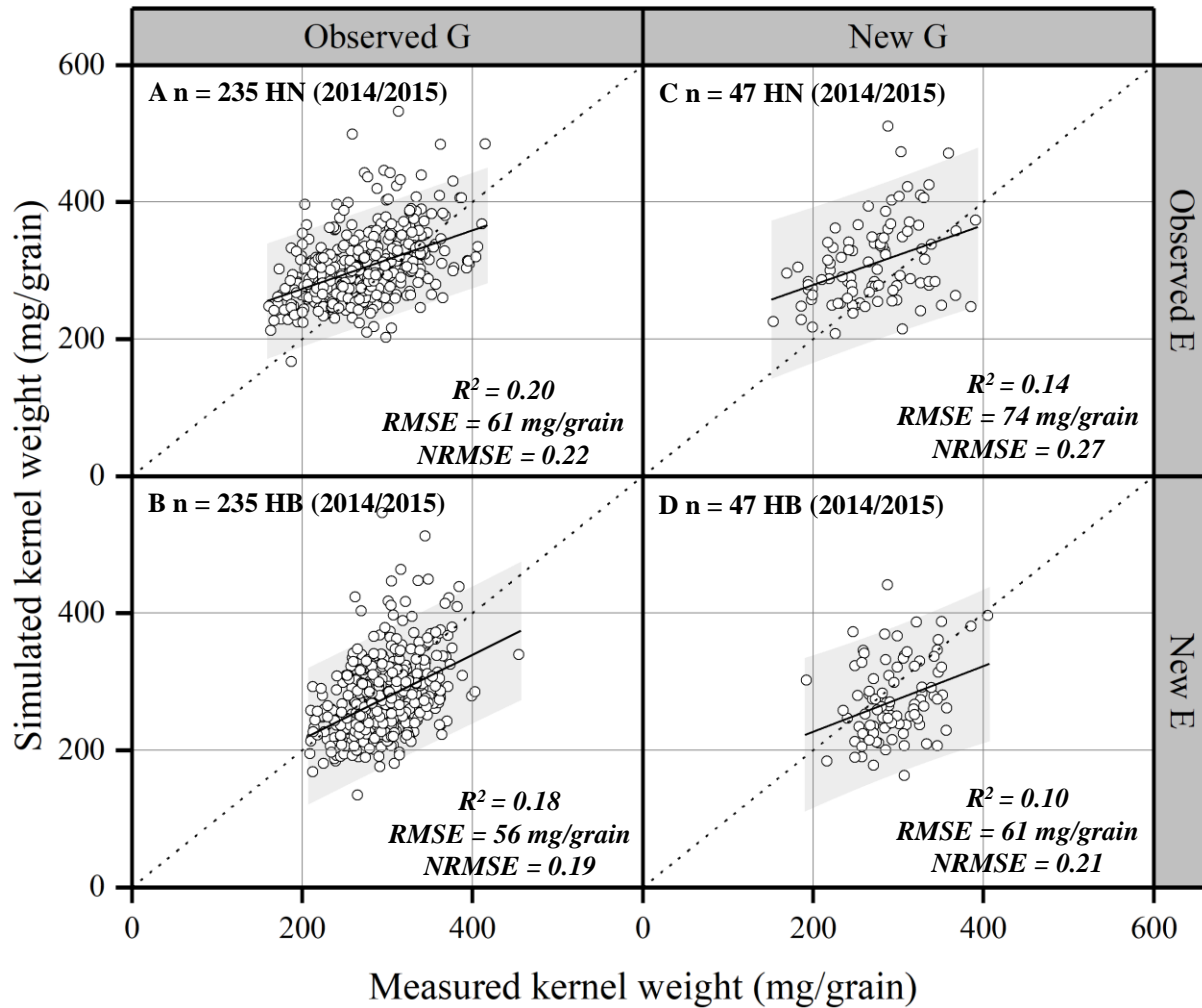 Observed G
New G
600
A n = 235 HN (2014/2015)
C n = 47 HN (2014/2015)
Observed E
400
200
R² = 0.20
RMSE = 61 mg/grain
NRMSE = 0.22
R² = 0.14
RMSE = 74 mg/grain
NRMSE = 0.27
0
Simulated kernel weight (mg/grain)
B n = 235 HB (2014/2015)
D n = 47 HB (2014/2015)
New E
400
200
R² = 0.18
RMSE = 56 mg/grain
NRMSE = 0.19
R² = 0.10
RMSE = 61 mg/grain
NRMSE = 0.21
0
0 200 400 0 200 400 600
Measured kernel weight (mg/grain)